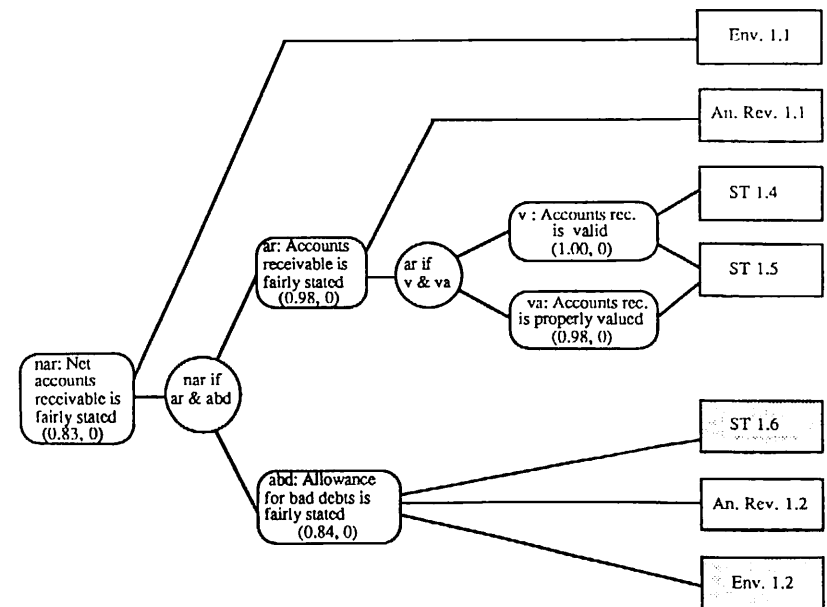 Env. 1.1
An. Rev. 1.1
ST 1.4
v : Accounts rec.
is valid
(1.00, 0)
ar: Accounts
receivable is
fairly stated
(0.98, 0)
ar if
v & va
ST 1.5
va: Accounts rec.
is properly valued
(0.98, 0)
nar: Net
accounts
receivable is
fairly stated
(0.83, 0)
nar if
ar & abd
ST 1.6
abd: Allowance
for bad debts is
fairly stated
(0.84, 0)
An. Rev. 1.2
Env. 1.2